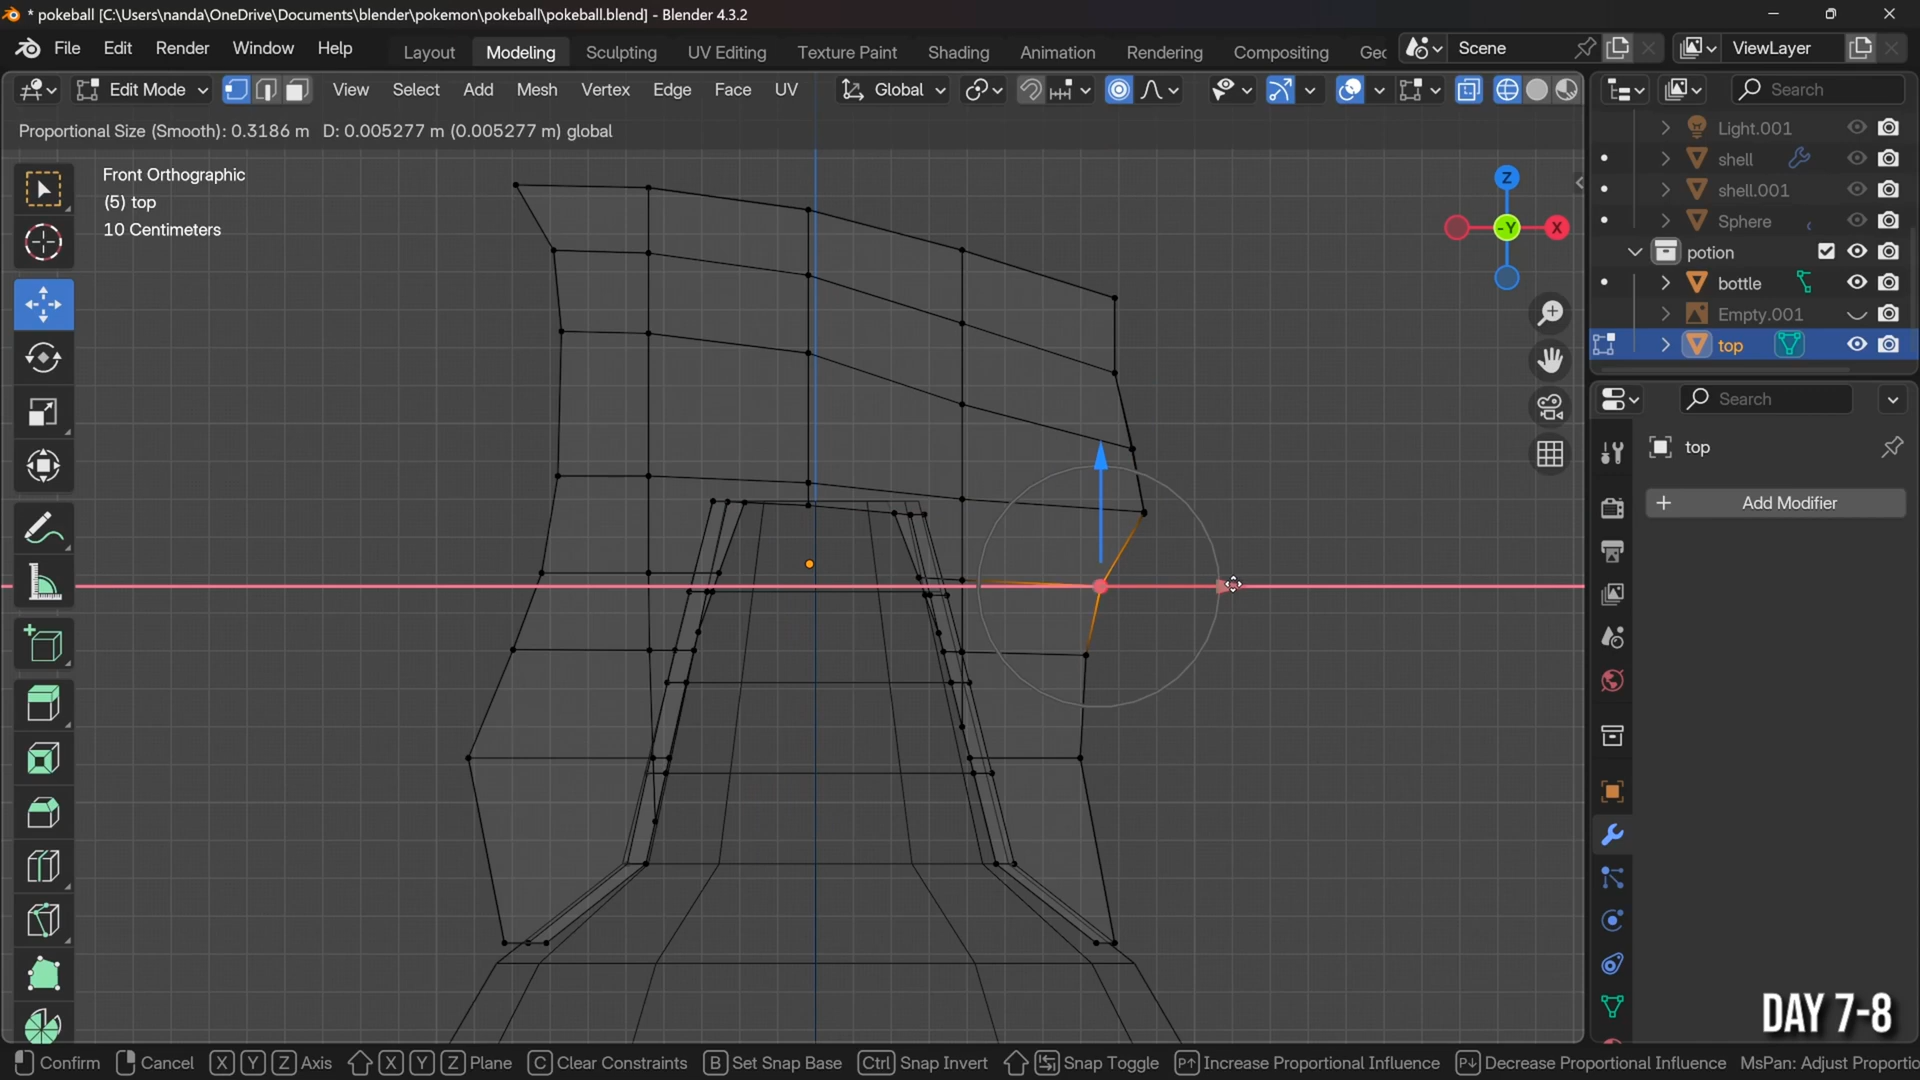 * pokeball [C:\Users\nanda\OneDrive\Documents\blender\pokemon\pokeball\pokeball.blend] - Blender 4.3.2
File Edit Render Window Help Layout Modeling Sculpting UV Editing Texture Paint Shading Animation Rendering Compositing Geo Scene ViewLayer
Edit Mode View Select Add Mesh Vertex Edge Face UV Global Search
Proportional Size (Smooth): 0.3186 m D: 0.005277 m (0.005277 m) global
Front Orthographic
(5) top
10 Centimeters
Z
-Y
X
Light.001
shell
shell.001
Sphere
potion
bottle
Empty.001
top
Search
top
+ Add Modifier
DAY 7-8
Confirm Cancel X Y Z Axis X Y Z Plane C Clear Constraints B Set Snap Base Ctrl Snap Invert Snap Toggle P↑ Increase Proportional Influence P↓ Decrease Proportional Influence MsPan: Adjust Proportio